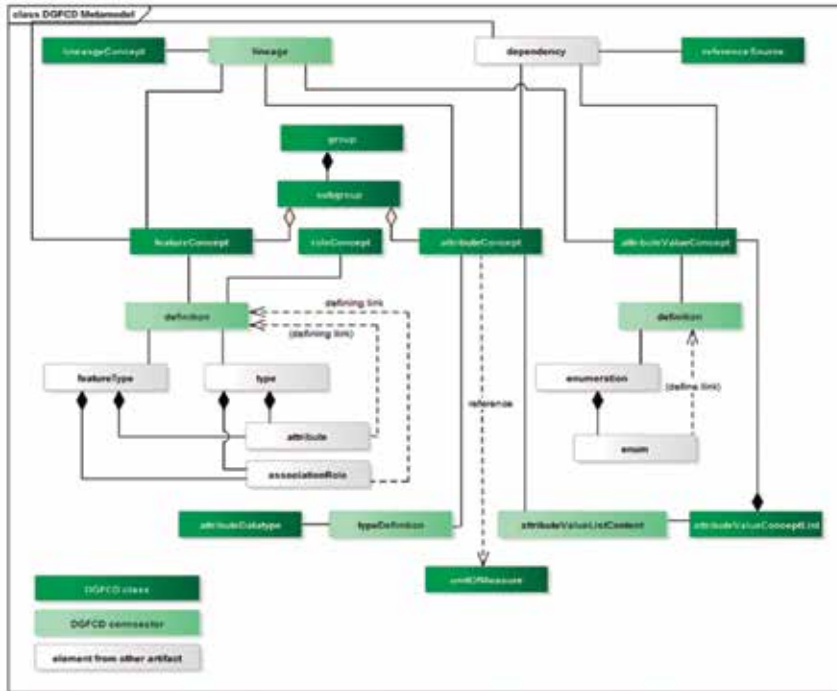 class DGFCD Metamodel
lineageConcept
lineage
dependency
referenceSource
group
subgroup
featureConcept
roleConcept
attributeConcept
attributeValueConcept
definition
defining link
(defining link)
definition
featureType
type
reference
enumeration
(define link)
attribute
enum
associationRole
attributeDatatype
typeDefinition
attributeValueListContent
attributeValueConceptList
unitOfMeasure
DGFCD class
DGFCD connector
element from other artifact